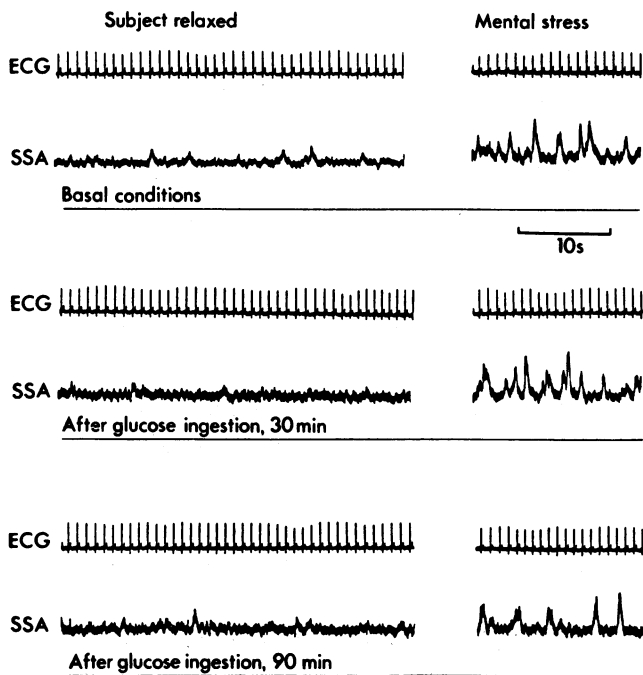 Subject relaxed Mental stress
ECG
SSA
Basal conditions
10s
ECG
SSA
After glucose ingestion, 30 min
ECG
SSA
After glucose ingestion, 90 min